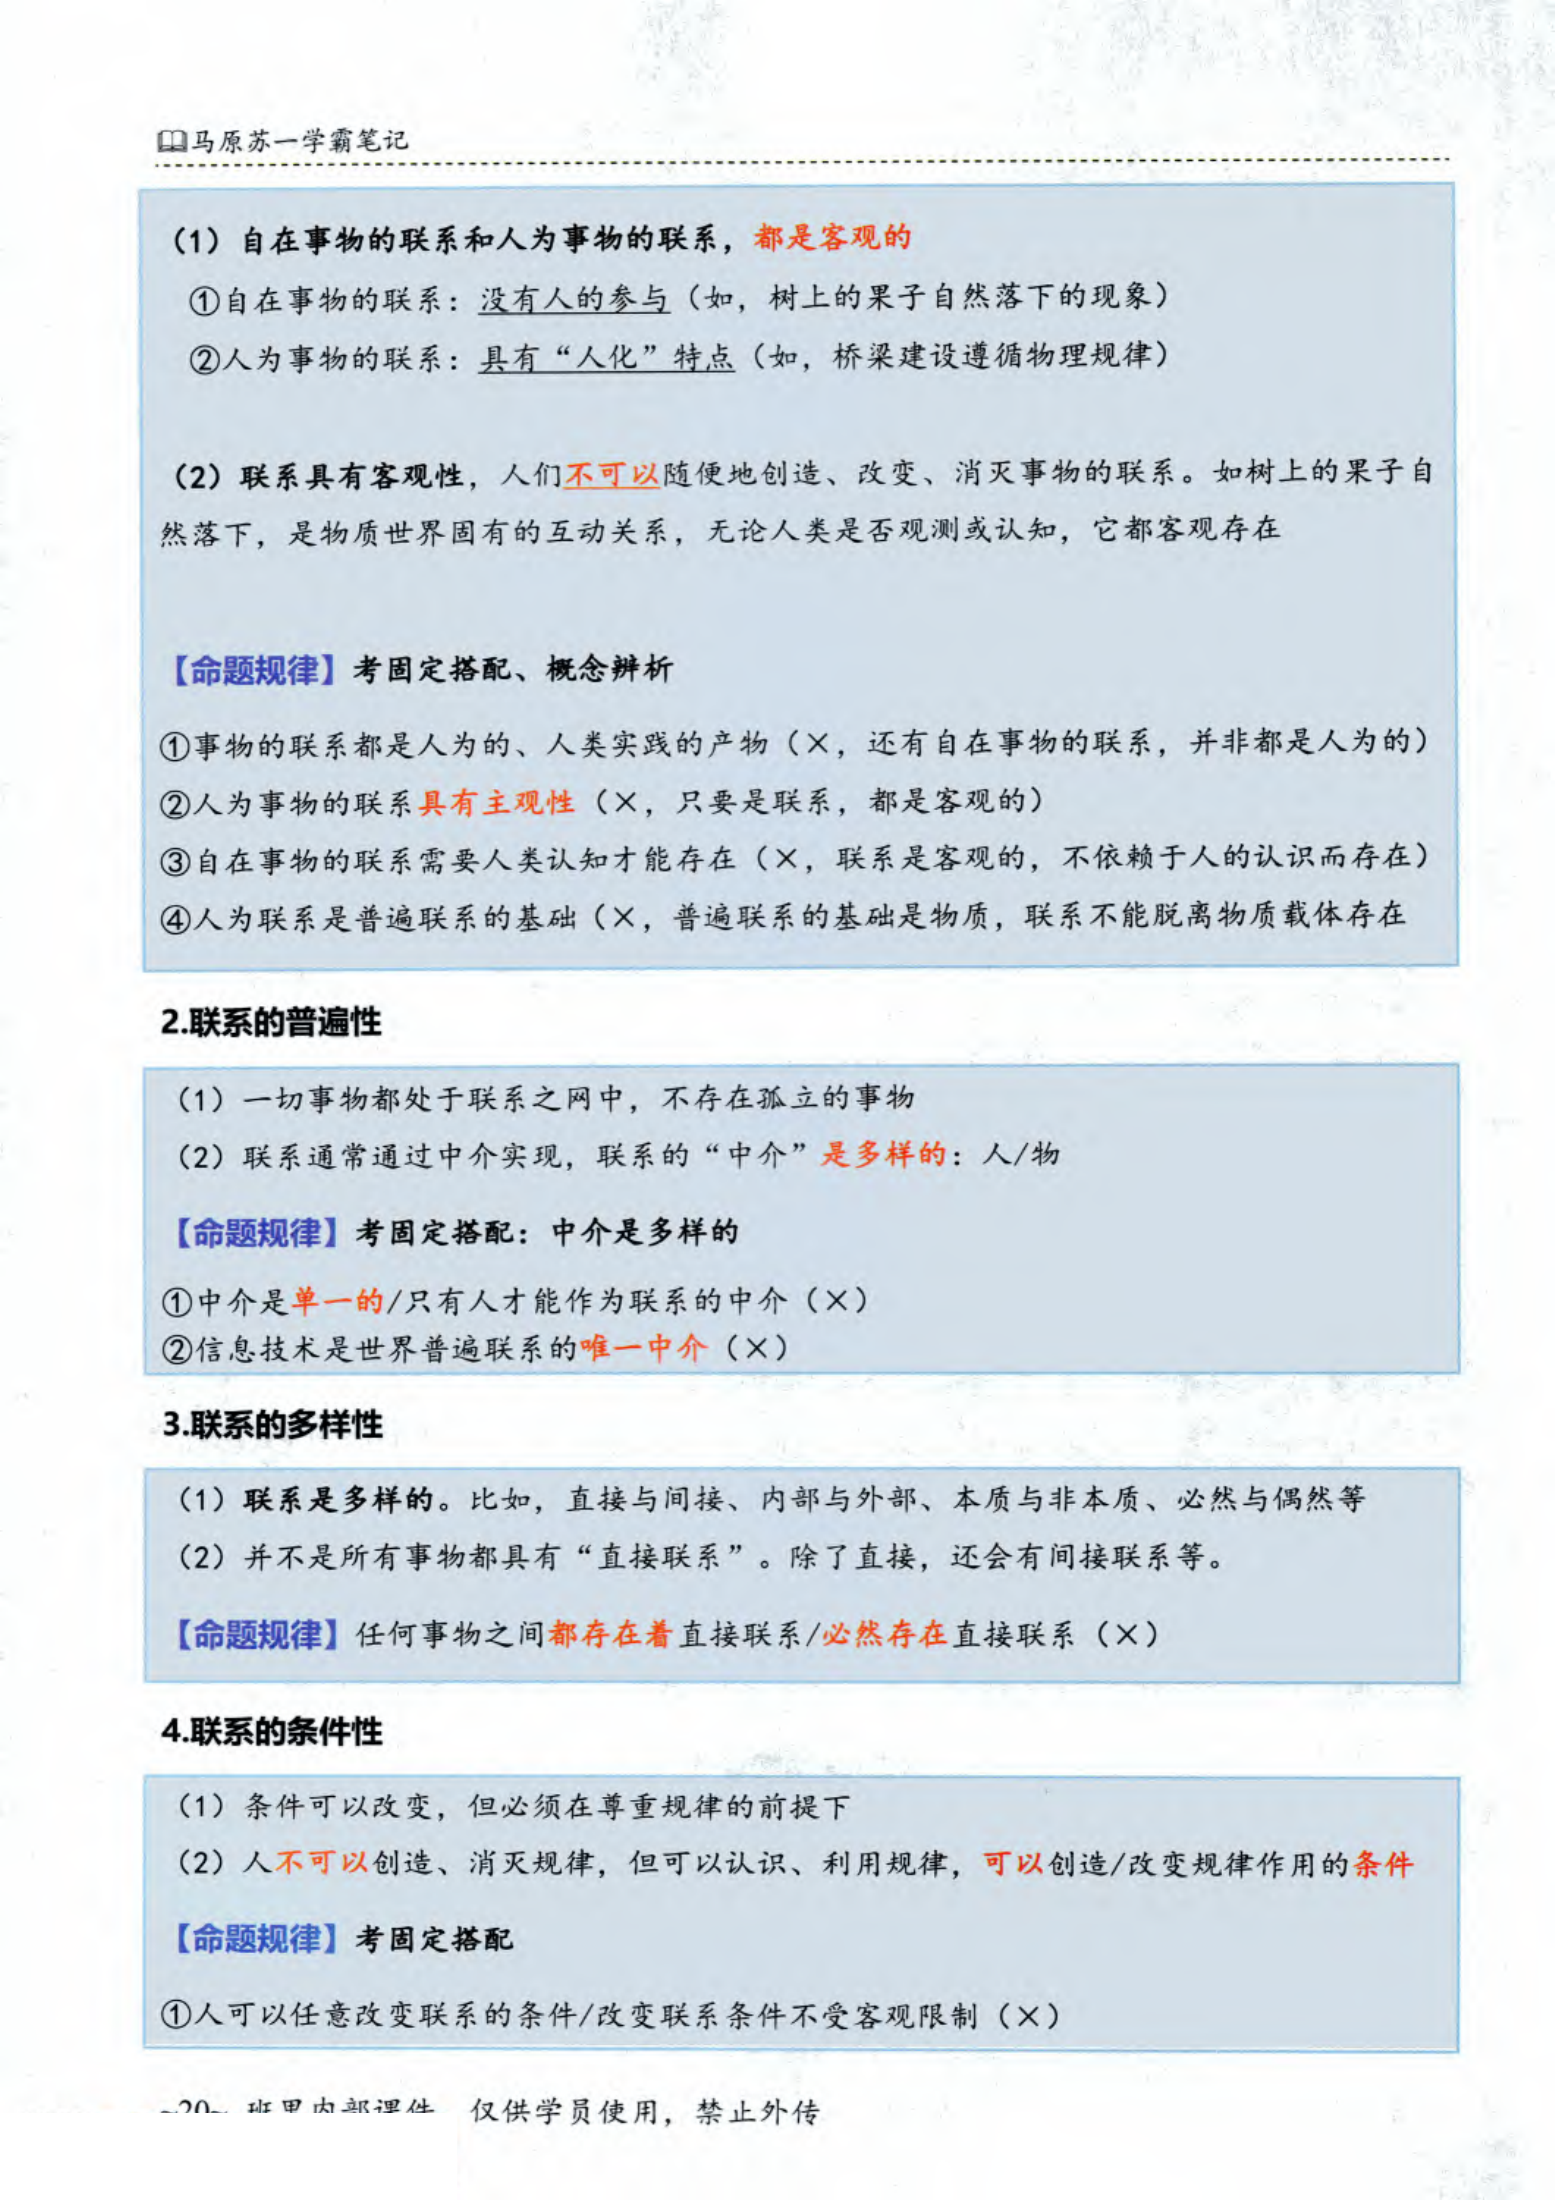 马原苏一学霸笔记
（1）自在事物的联系和人为事物的联系，都是客观的
①自在事物的联系：没有人的参与（如，树上的果子自然落下的现象）
②人为事物的联系：具有“人化”特点（如，桥梁建设遵循物理规律）
（2）联系具有客观性，人们不可以随便地创造、改变、消灭事物的联系。如树上的果子自
然落下，是物质世界固有的互动关系，无论人类是否观测或认知，它都客观存在
【命题规律】考固定搭配、概念辨析
①事物的联系都是人为的、人类实践的产物（×，还有自在事物的联系，并非都是人为的）
②人为事物的联系具有主观性（×，只要是联系，都是客观的）
③自在事物的联系需要人类认知才能存在（×，联系是客观的，不依赖于人的认识而存在）
④人为联系是普遍联系的基础（×，普遍联系的基础是物质，联系不能脱离物质载体存在
2.联系的普遍性
（1）一切事物都处于联系之网中，不存在孤立的事物
（2）联系通常通过中介实现，联系的“中介”是多样的：人/物
【命题规律】考固定搭配：中介是多样的
①中介是单一的/只有人才能作为联系的中介（×）
②信息技术是世界普遍联系的唯一中介（×）
3.联系的多样性
（1）联系是多样的。比如，直接与间接、内部与外部、本质与非本质、必然与偶然等
（2）并不是所有事物都具有“直接联系”。除了直接，还会有间接联系等。
【命题规律】任何事物之间都存在着直接联系/必然存在直接联系（×）
4.联系的条件性
（1）条件可以改变，但必须在尊重规律的前提下
（2）人不可以创造、消灭规律，但可以认识、利用规律，可以创造/改变规律作用的条件
【命题规律】考固定搭配
①人可以任意改变联系的条件/改变联系条件不受客观限制（×）
~20~ 班里内部课件 仅供学员使用，禁止外传